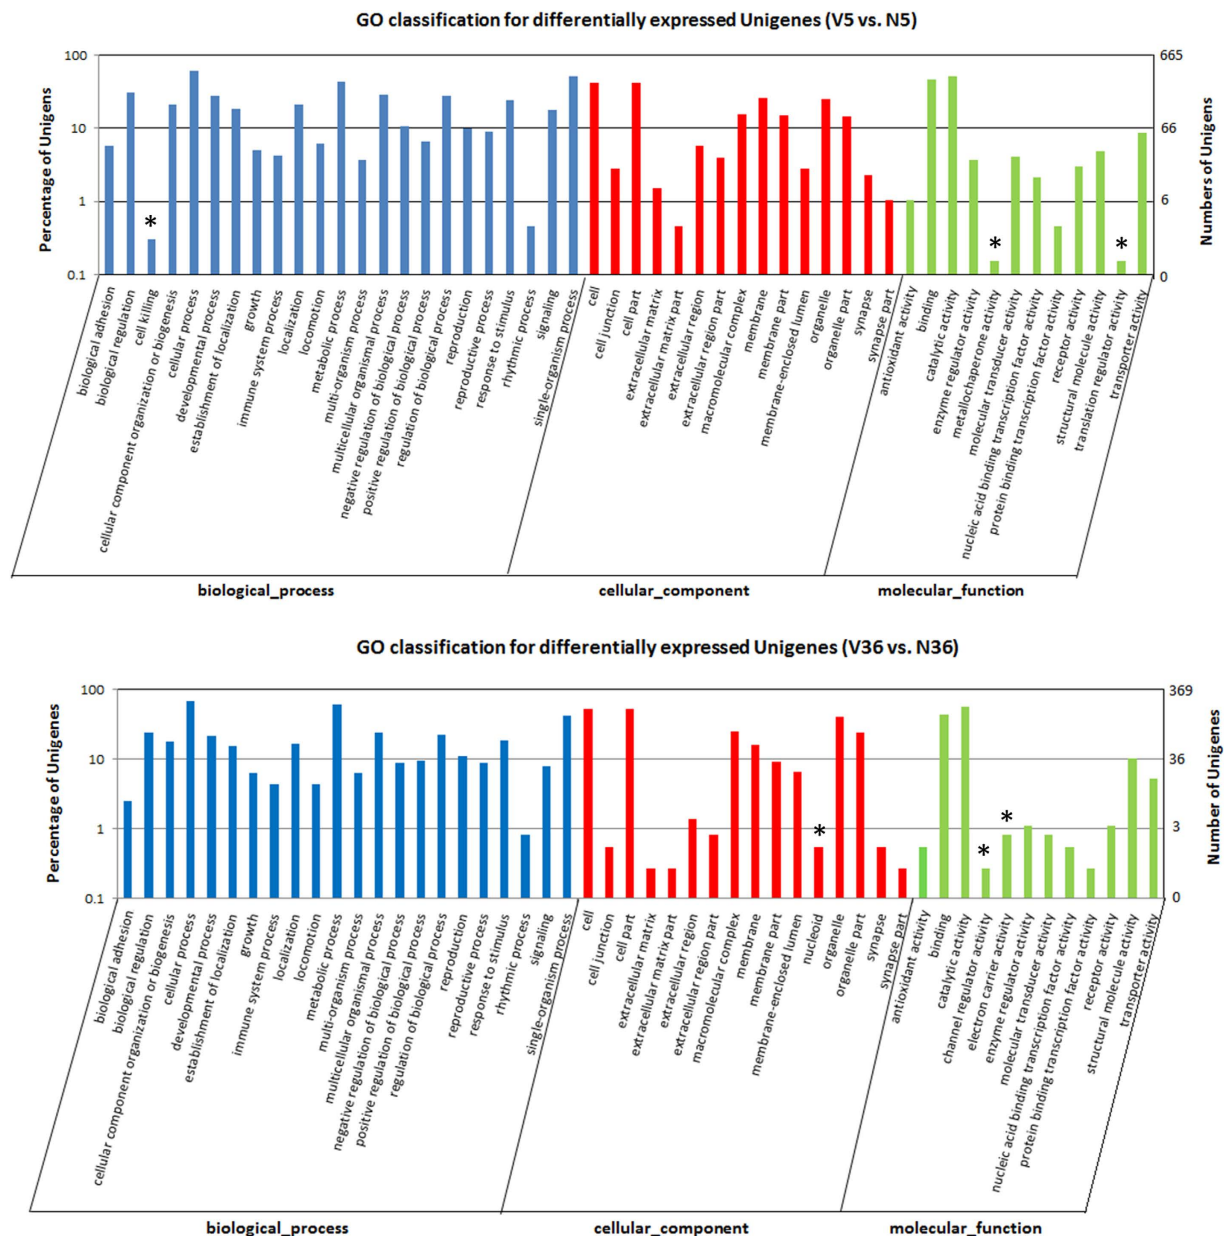 GO classification for differentially expressed Unigenes (V5 vs. N5)
Percentage of Unigens
Numbers of Unigens
100
10
1
0.1
665
66
6
0
*
*
*
biological adhesion
biological regulation
cell killing
cellular component organization or biogenesis
cellular process
developmental process
establishment of localization
growth
immune system process
localization
locomotion
metabolic process
multi-organism process
multicellular organismal process
negative regulation of biological process
positive regulation of biological process
regulation of biological process
reproduction
reproductive process
response to stimulus
rhythmic process
signaling
single-organism process
cell
cell junction
cell part
extracellular matrix
extracellular matrix part
extracellular region
extracellular region part
macromolecular complex
membrane
membrane part
membrane-enclosed lumen
organelle
organelle part
synapse
synapse part
antioxidant activity
binding
catalytic activity
enzyme regulator activity
metallochaperone activity
molecular transducer activity
nucleic acid binding transcription factor activity
protein binding transcription factor activity
receptor activity
structural molecule activity
translation regulator activity
transporter activity
biological_process
cellular_component
molecular_function
GO classification for differentially expressed Unigenes (V36 vs. N36)
Percentage of Unigenes
Number of Unigenes
100
10
1
0.1
369
36
3
0
*
*
*
biological adhesion
biological regulation
cellular component organization or biogenesis
cellular process
developmental process
establishment of localization
growth
immune system process
localization
locomotion
metabolic process
multi-organism process
multicellular organismal process
negative regulation of biological process
positive regulation of biological process
regulation of biological process
reproduction
reproductive process
response to stimulus
rhythmic process
signaling
single-organism process
cell
cell junction
cell part
extracellular matrix
extracellular matrix part
extracellular region
extracellular region part
macromolecular complex
membrane
membrane part
membrane-enclosed lumen
nucleoid
organelle
organelle part
synapse
synapse part
antioxidant activity
binding
catalytic activity
channel regulator activity
electron carrier activity
enzyme regulator activity
molecular transducer activity
nucleic acid binding transcription factor activity
protein binding transcription factor activity
receptor activity
structural molecule activity
transporter activity
biological_process
cellular_component
molecular_function